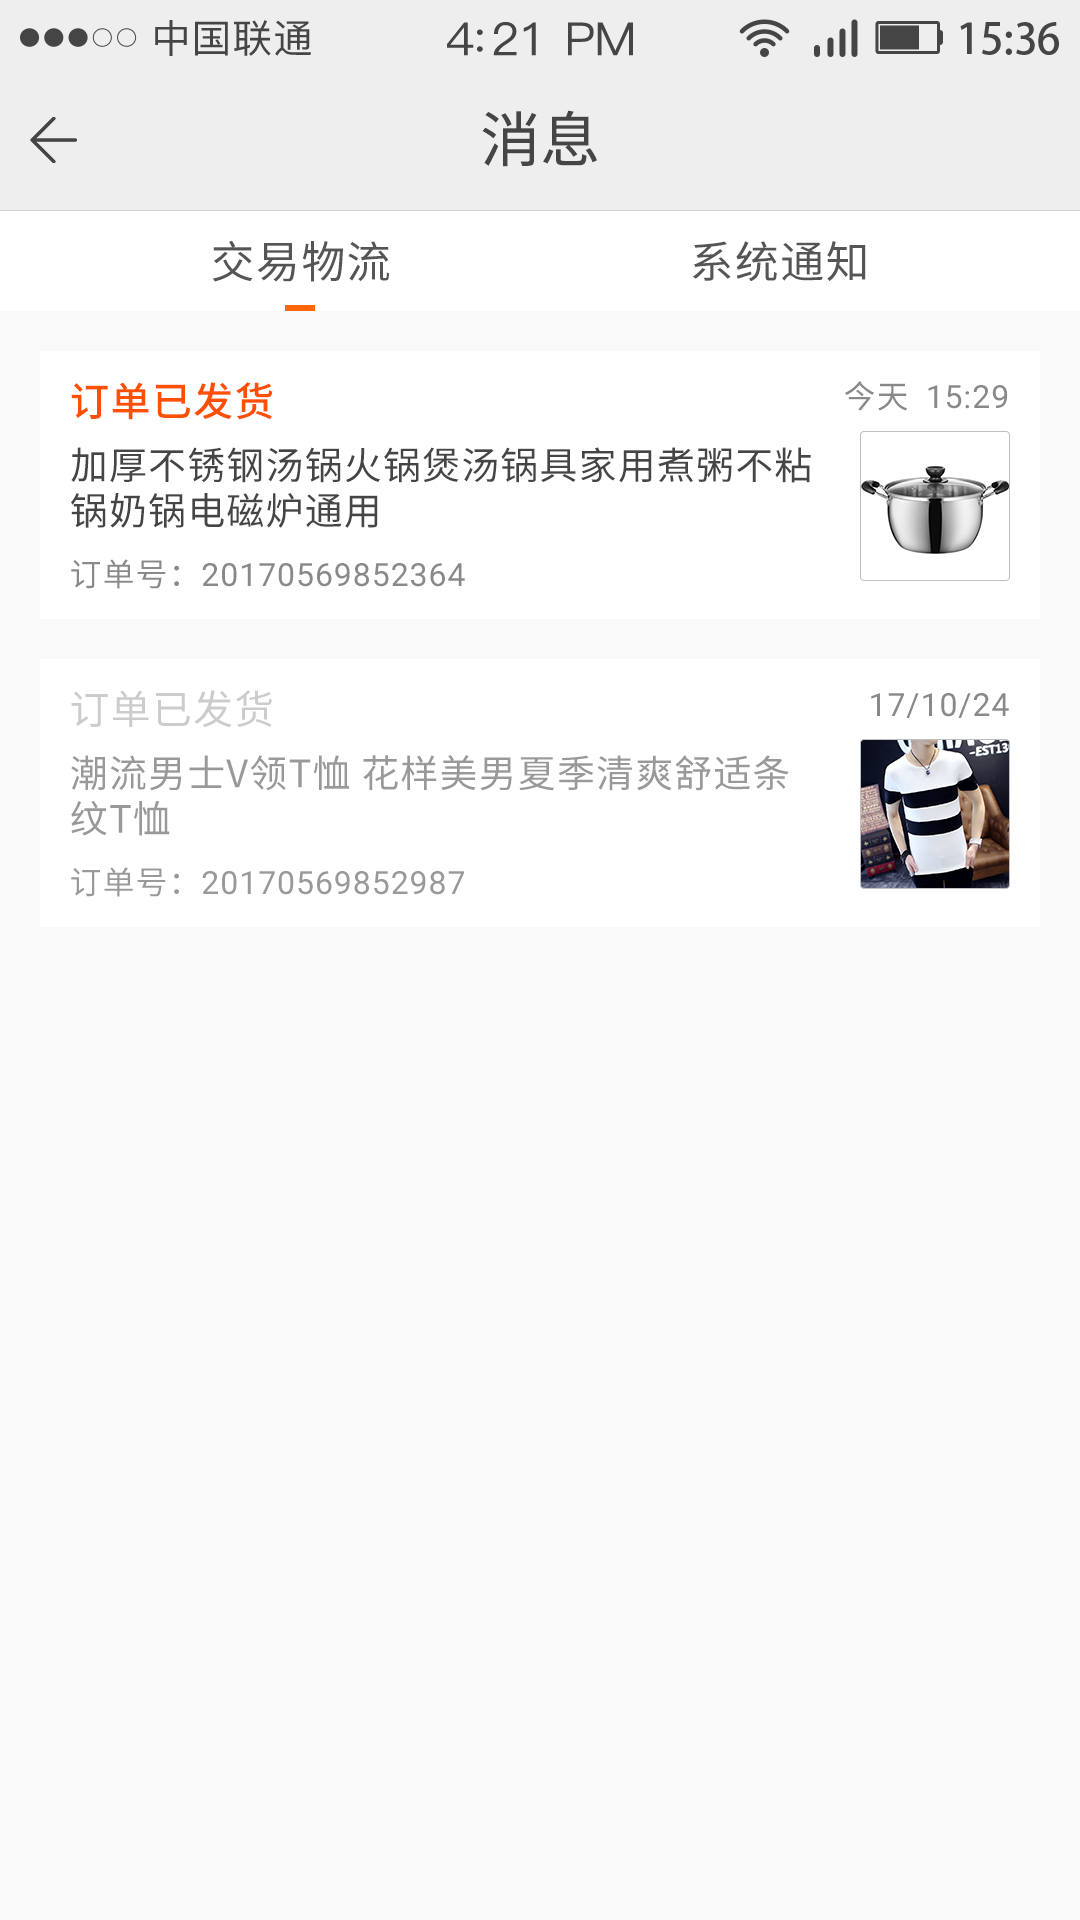 中国联通 4:21 PM 15:36
消息
交易物流 系统通知
订单已发货 今天 15:29
加厚不锈钢汤锅火锅煲汤锅具家用煮粥不粘
锅奶锅电磁炉通用
订单号：20170569852364
订单已发货 17/10/24
潮流男士V领T恤 花样美男夏季清爽舒适条
纹T恤
-EST13
订单号：20170569852987